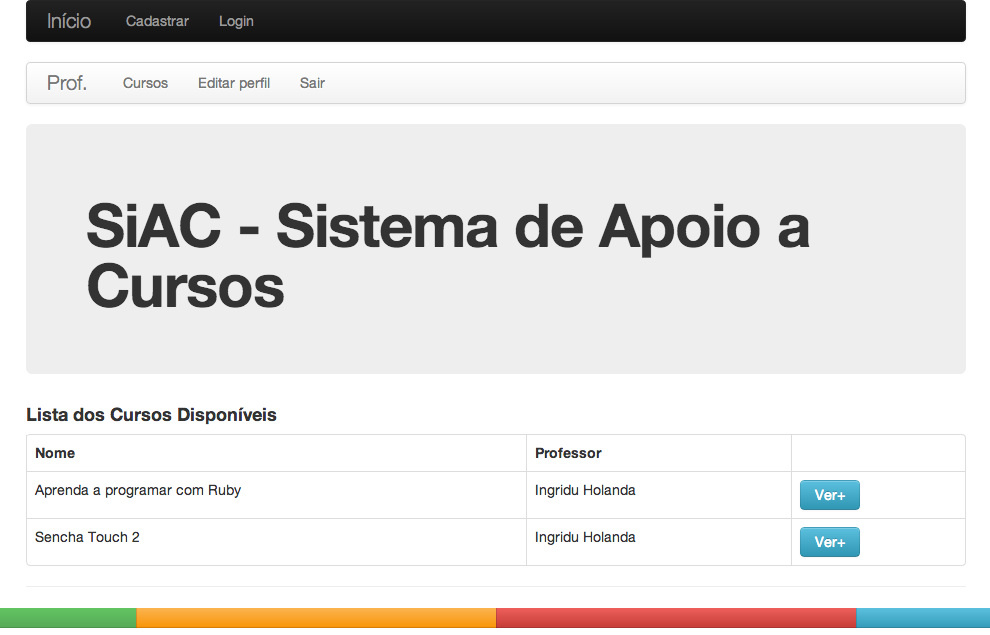 Início Cadastrar Login
Prof. Cursos Editar perfil Sair
SiAC - Sistema de Apoio a
Cursos
Lista dos Cursos Disponíveis
Nome Professor
Aprenda a programar com Ruby Ingridu Holanda Ver+
Sencha Touch 2 Ingridu Holanda Ver+